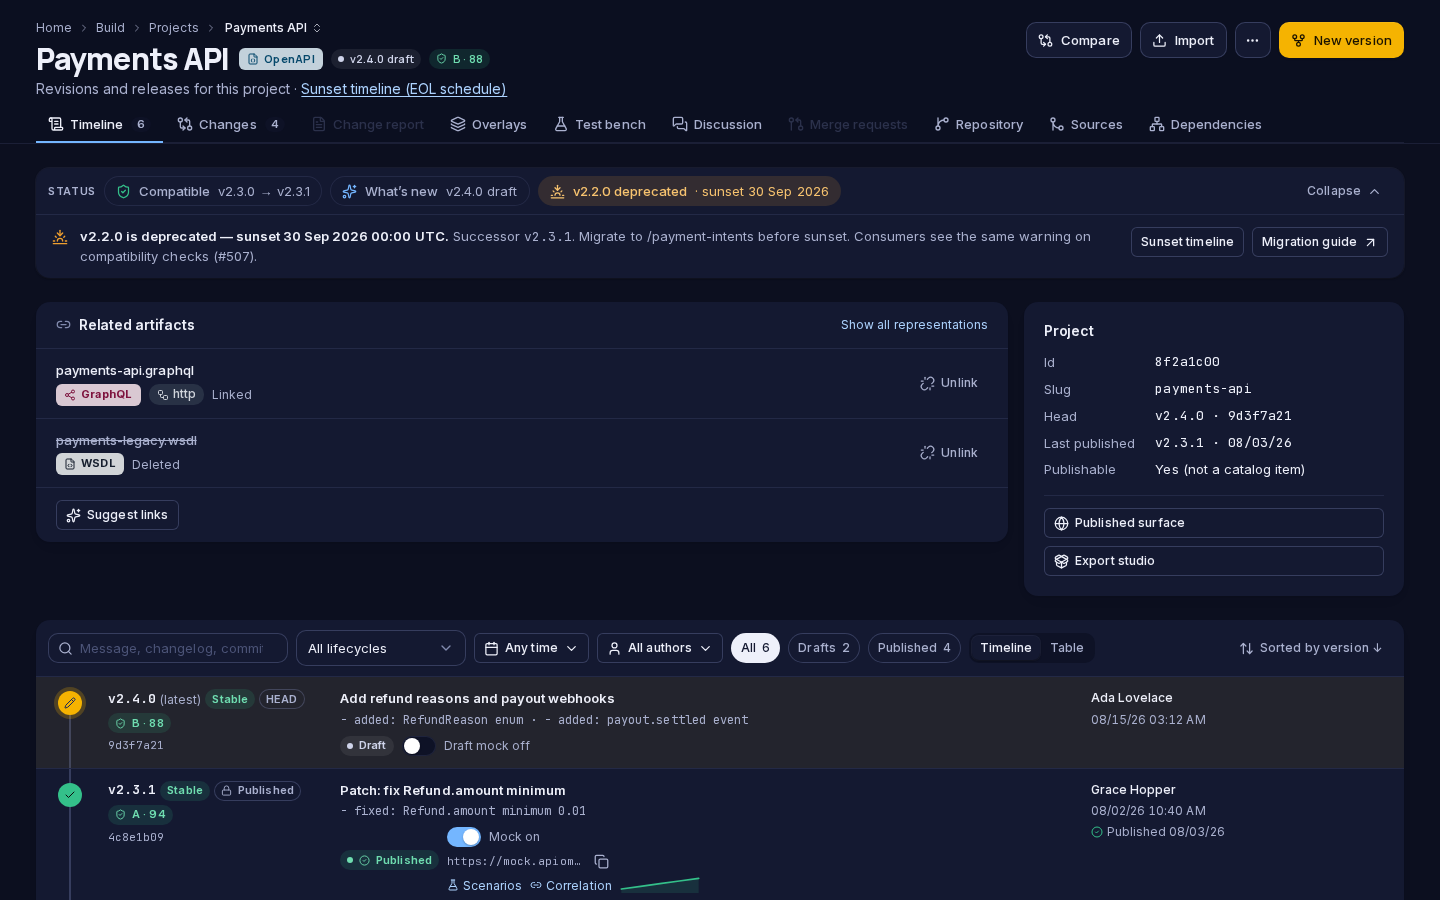 Home > Build > Projects > Payments API
Compare
Import
New version
Payments API
OpenAPI
v2.4.0 draft
B · 88
Revisions and releases for this project · Sunset timeline (EOL schedule)
Timeline 6
Changes 4
Change report
Overlays
Test bench
Discussion
Merge requests
Repository
Sources
Dependencies
STATUS
Compatible v2.3.0 → v2.3.1
What's new v2.4.0 draft
v2.2.0 deprecated · sunset 30 Sep 2026
Collapse
v2.2.0 is deprecated — sunset 30 Sep 2026 00:00 UTC. Successor v2.3.1. Migrate to /payment-intents before sunset. Consumers see the same warning on
compatibility checks (#507).
Sunset timeline
Migration guide
Related artifacts
Show all representations
payments-api.graphql
GraphQL
http
Linked
Unlink
payments-legacy.wsdl
WSDL
Deleted
Unlink
Suggest links
Project
Id 8f2a1c00
Slug payments-api
Head v2.4.0 · 9d3f7a21
Last published v2.3.1 · 08/03/26
Publishable Yes (not a catalog item)
Published surface
Export studio
Message, changelog, commit
All lifecycles
Any time
All authors
All 6
Drafts 2
Published 4
Timeline
Table
Sorted by version ↓
v2.4.0 (latest) Stable HEAD
B · 88
9d3f7a21
Add refund reasons and payout webhooks
- added: RefundReason enum · - added: payout.settled event
Draft
Draft mock off
Ada Lovelace
08/15/26 03:12 AM
v2.3.1 Stable Published
A · 94
4c8e1b09
Patch: fix Refund.amount minimum
- fixed: Refund.amount minimum 0.01
Published
Mock on
https://mock.apiom…
Scenarios
Correlation
Grace Hopper
08/02/26 10:40 AM
Published 08/03/26